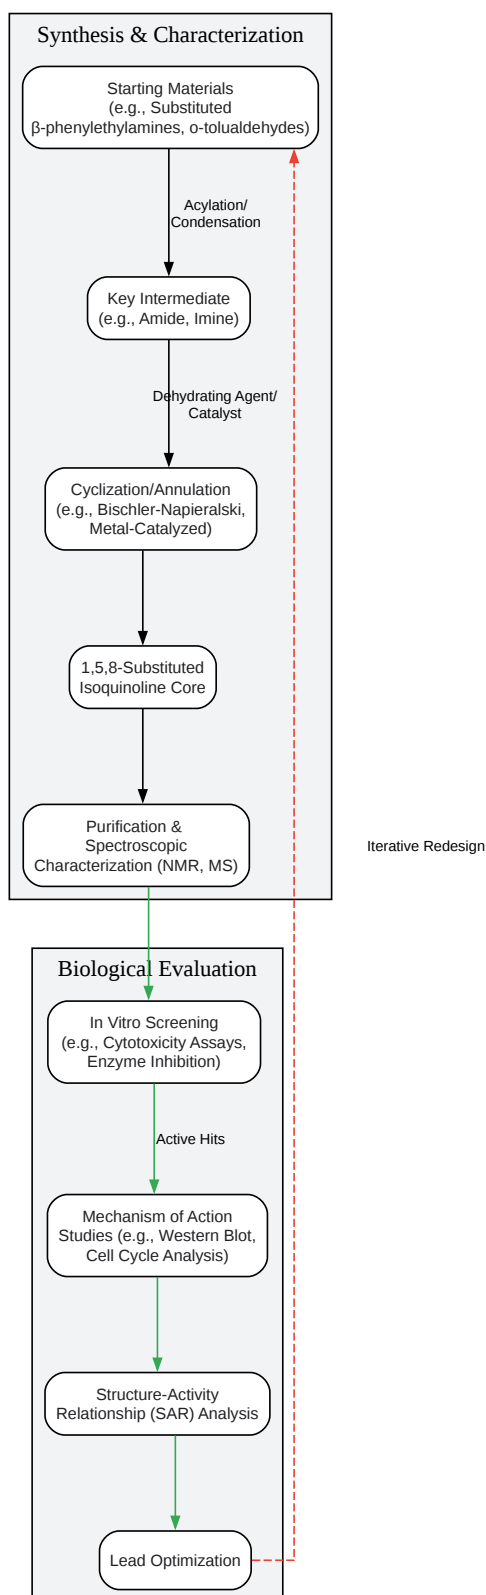 Synthesis & Characterization
Starting Materials
(e.g., Substituted
β-phenylethylamines, o-tolualdehydes)
Acylation/
Condensation
Key Intermediate
(e.g., Amide, Imine)
Dehydrating Agent/
Catalyst
Cyclization/Annulation
(e.g., Bischler-Napieralski,
Metal-Catalyzed)
1,5,8-Substituted
Isoquinoline Core
Purification &
Spectroscopic
Characterization (NMR, MS)
Iterative Redesign
Biological Evaluation
In Vitro Screening
(e.g., Cytotoxicity Assays,
Enzyme Inhibition)
Active Hits
Mechanism of Action
Studies (e.g., Western Blot,
Cell Cycle Analysis)
Structure-Activity
Relationship (SAR) Analysis
Lead Optimization